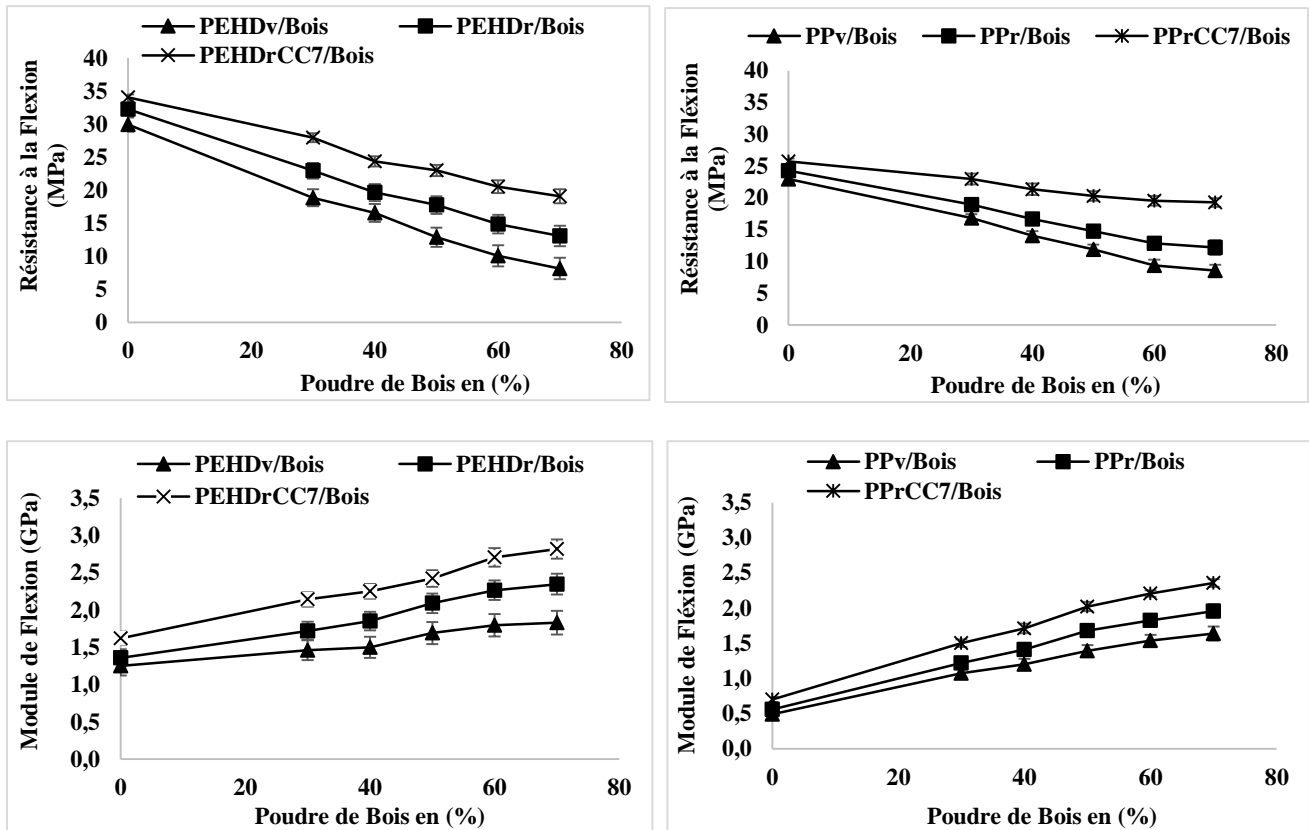 PEHDv/Bois PEHDr/Bois
PEHDrCC7/Bois
Résistance à la Flexion
(MPa)
40
35
30
25
20
15
10
5
0
0 20 40 60 80
Poudre de Bois en (%)
PPv/Bois PPr/Bois PPrCC7/Bois
Résistance à la Fléxion
(MPa)
40
35
30
25
20
15
10
5
0
0 20 40 60 80
Poudre de Bois en (%)
PEHDv/Bois PEHDr/Bois
PEHDrCC7/Bois
Module de Flexion (GPa)
3,5
3,0
2,5
2,0
1,5
1,0
0,5
0,0
0 20 40 60 80
Poudre de Bois en (%)
PPv/Bois PPr/Bois
PPrCC7/Bois
Module de Fléxion (GPa)
3,5
3,0
2,5
2,0
1,5
1,0
0,5
0,0
0 20 40 60 80
Poudre de Bois en (%)